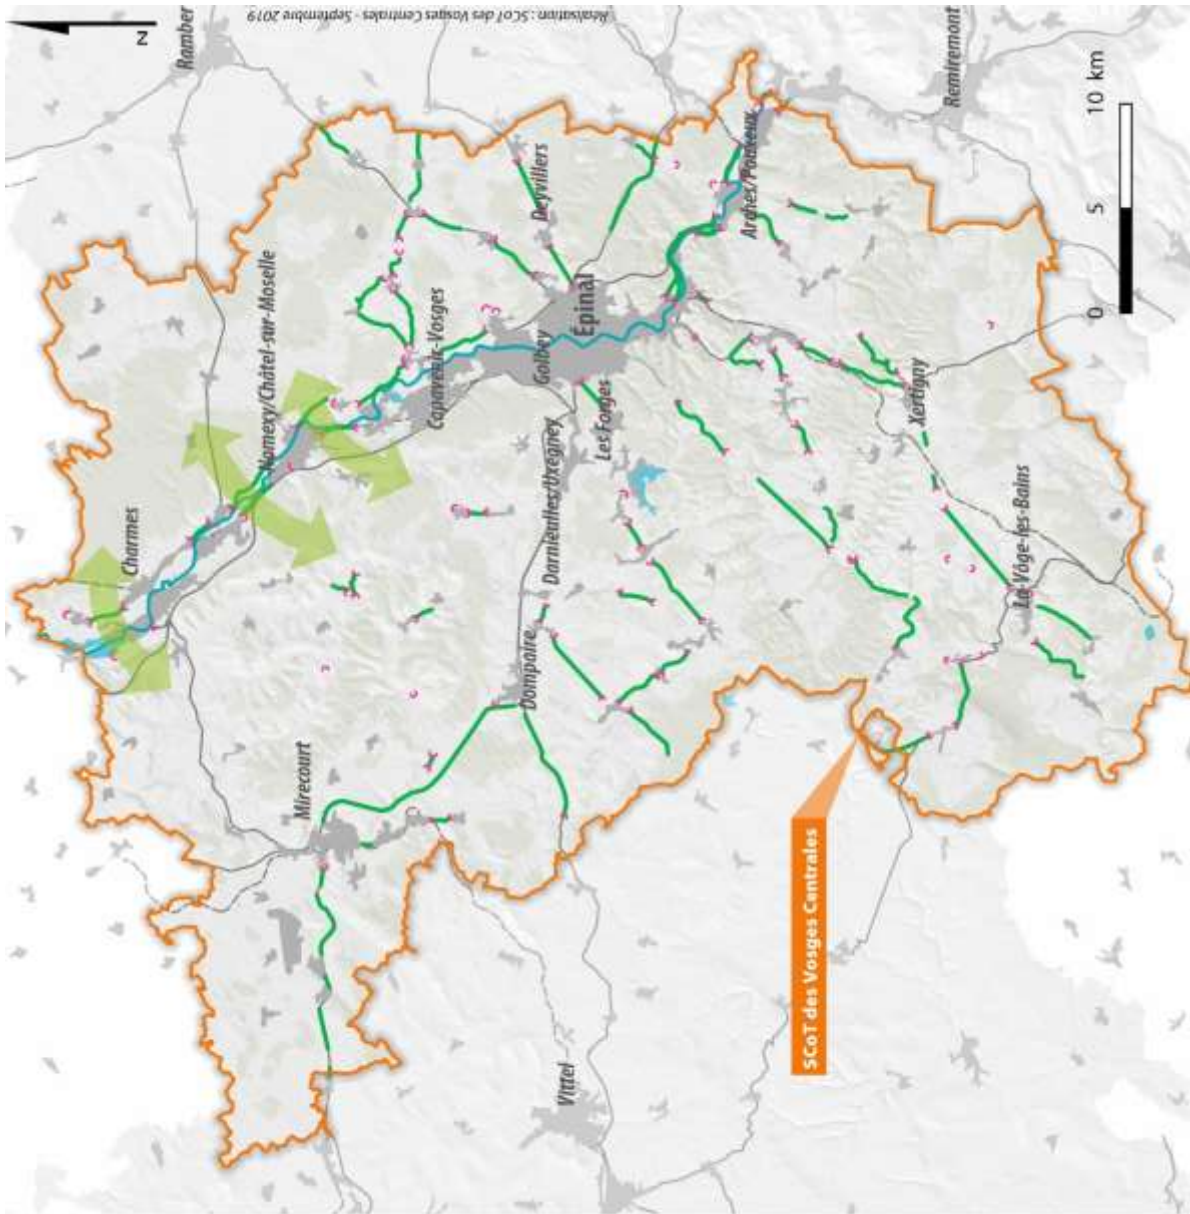 Réalisation : SCoT des Vosges Centrales - Septembre 2019
N
Ramber
Charmes
Nomexy/Châtel-sur-Moselle
Mirecourt
Capavenir-Vosges
Deyvillers
Golbey
Épinal
Dompaire
Darnieulles/Uxegney
Les Forges
Vittel
Arches/Pouxeux
Xertigny
Remiremont
La Vôge-les-Bains
SCoT des Vosges Centrales
0 5 10 km